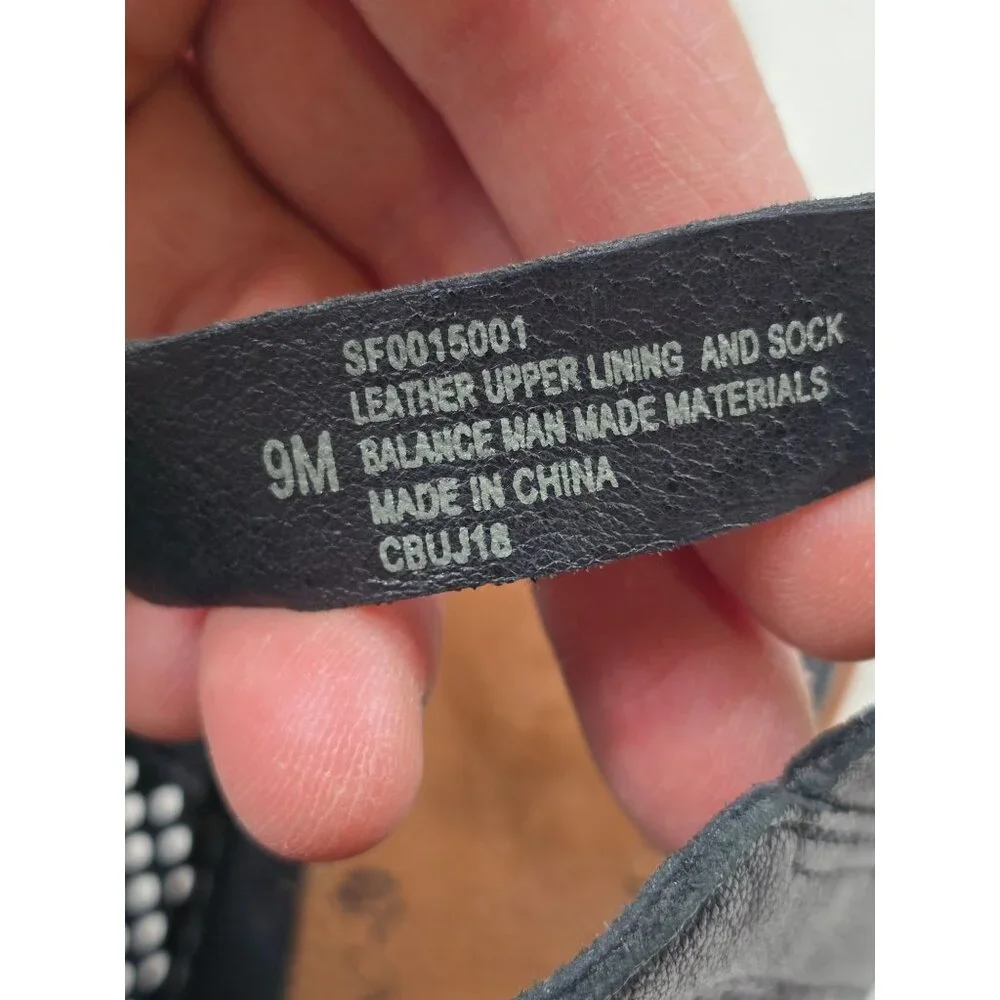 SF0015001
LEATHER UPPER LINING AND SOCK
9M BALANCE MAN MADE MATERIALS
MADE IN CHINA
CBUJ18